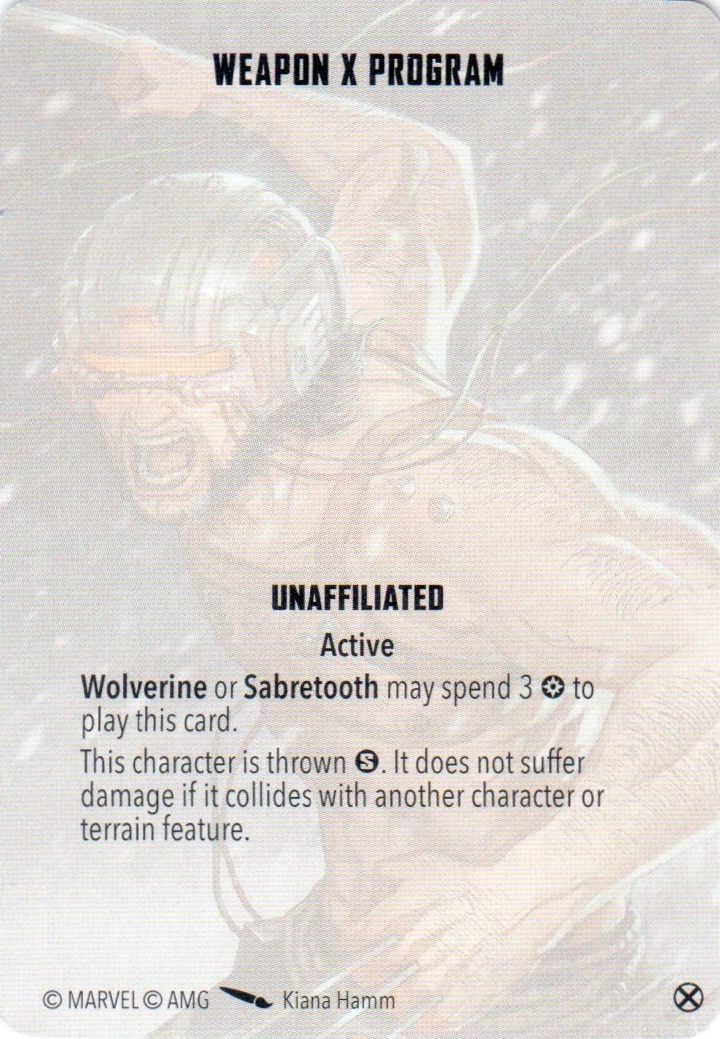 WEAPON X PROGRAM
UNAFFILIATED
Active
Wolverine or Sabretooth may spend 3 to
play this card.
This character is thrown S. It does not suffer
damage if it collides with another character or
terrain feature.
© MARVEL © AMG Kiana Hamm